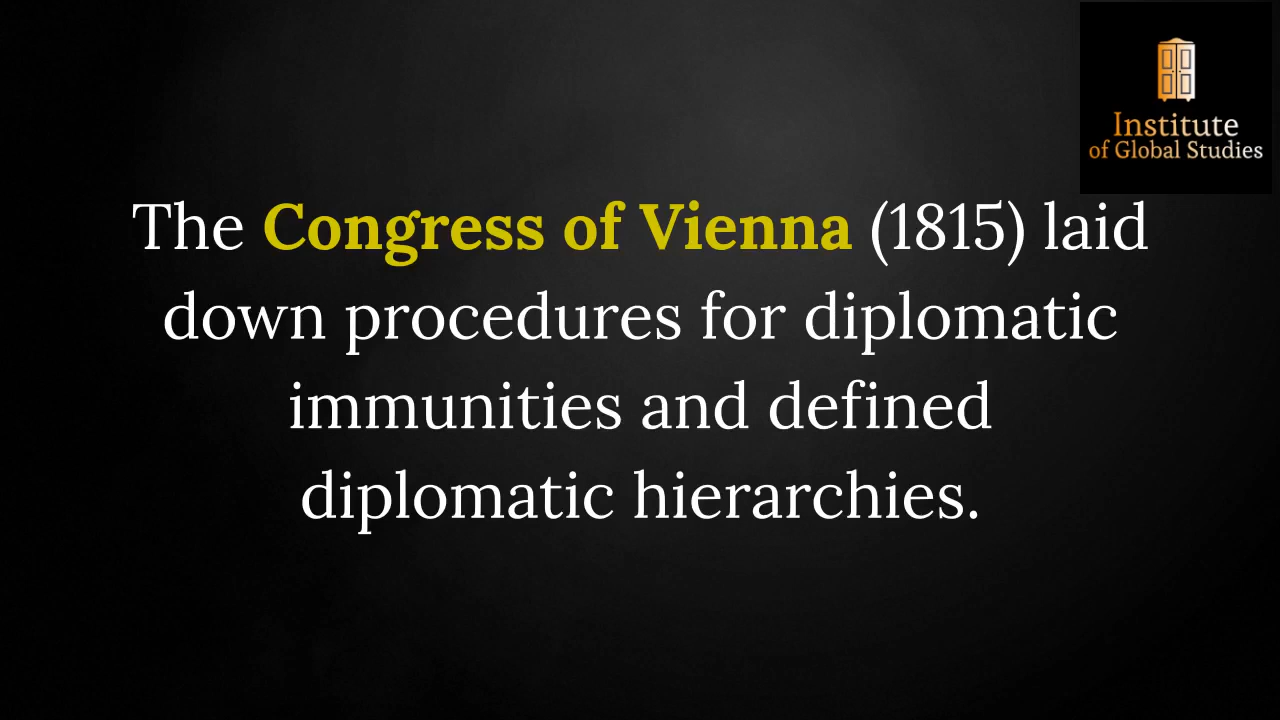 Institute
of Global Studies
The Congress of Vienna (1815) laid
down procedures for diplomatic
immunities and defined
diplomatic hierarchies.